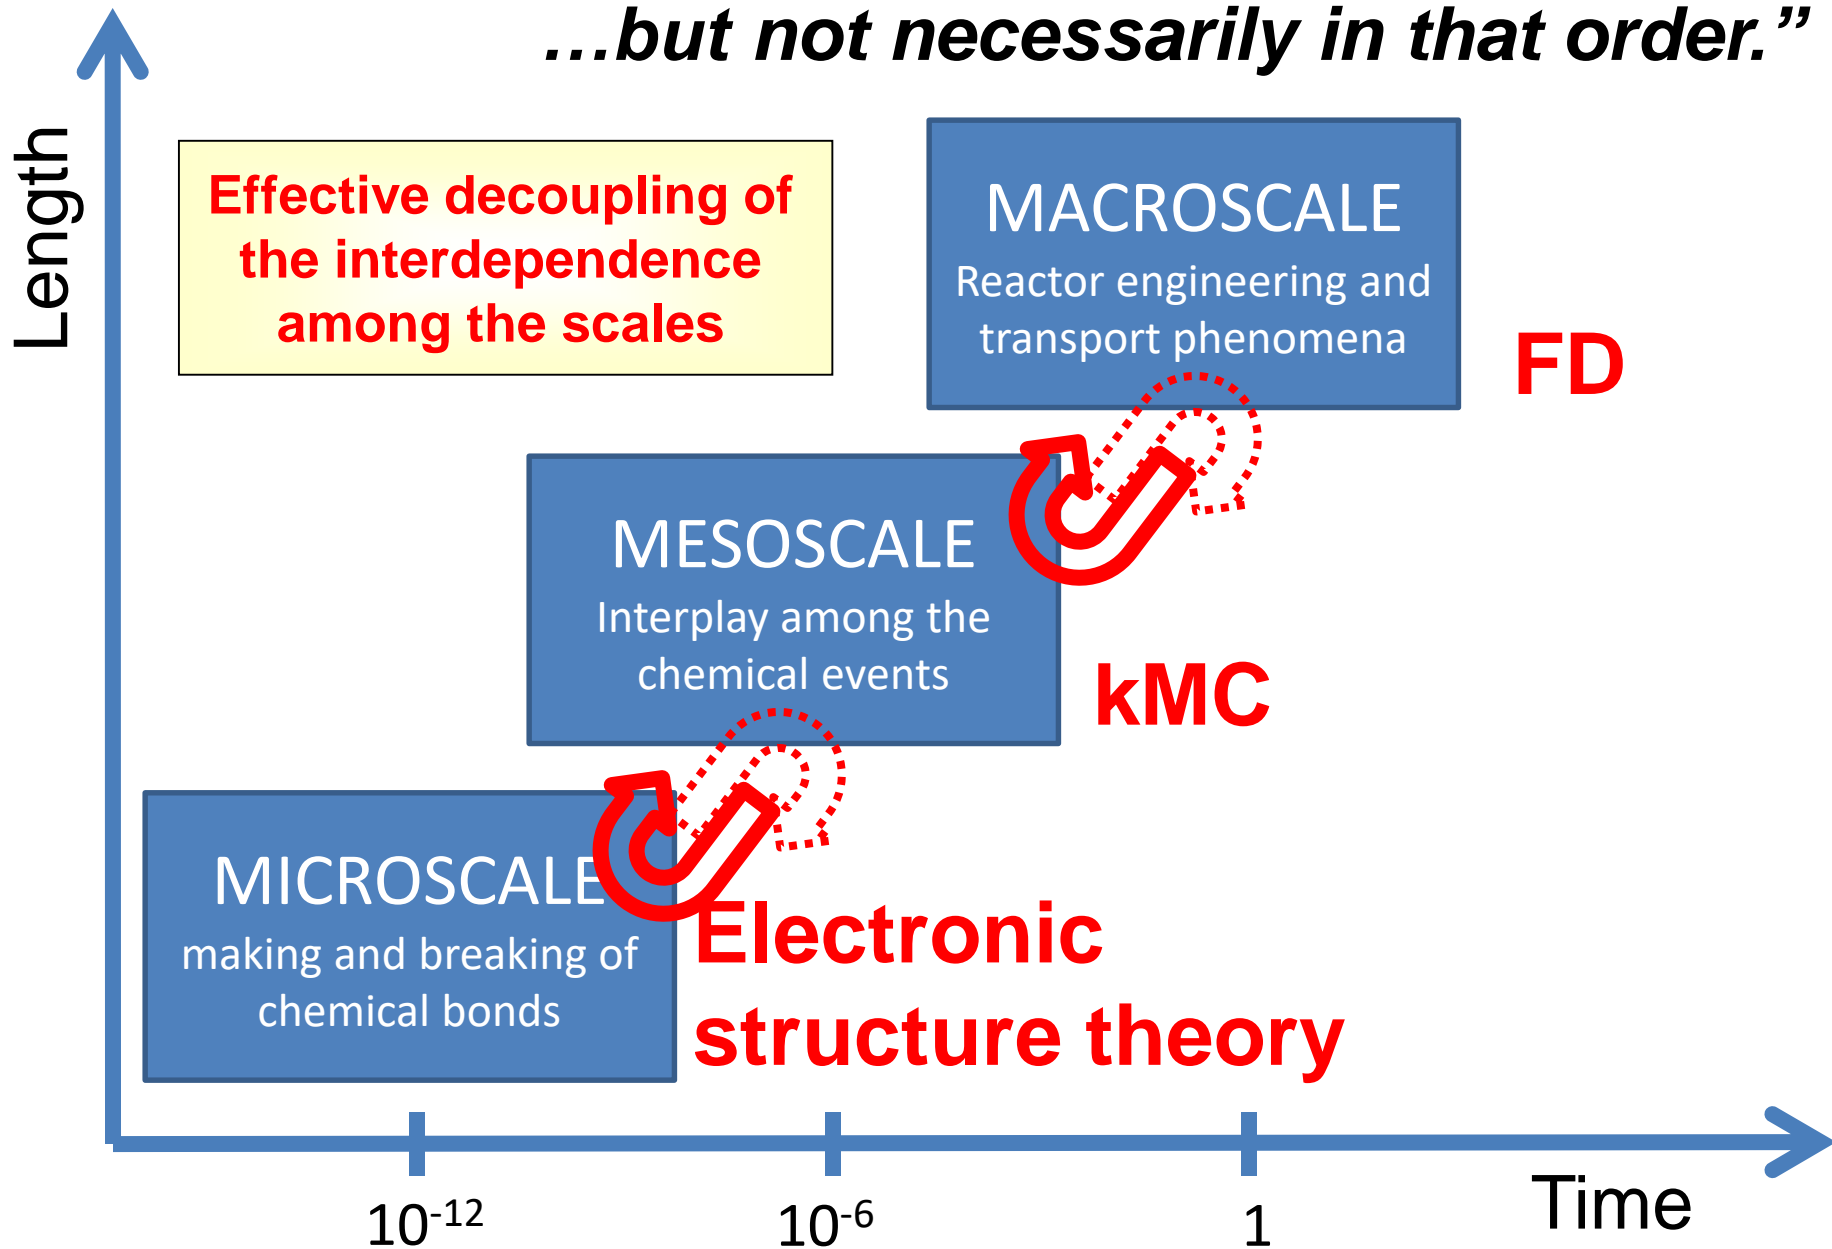 …but not necessarily in that order.”
Length
Effective decoupling of
the interdependence
among the scales
MACROSCALE
Reactor engineering and
transport phenomena
FD
MESOSCALE
Interplay among the
chemical events
kMC
MICROSCALE
making and breaking of
chemical bonds
Electronic
structure theory
10⁻¹²
10⁻⁶
1
Time